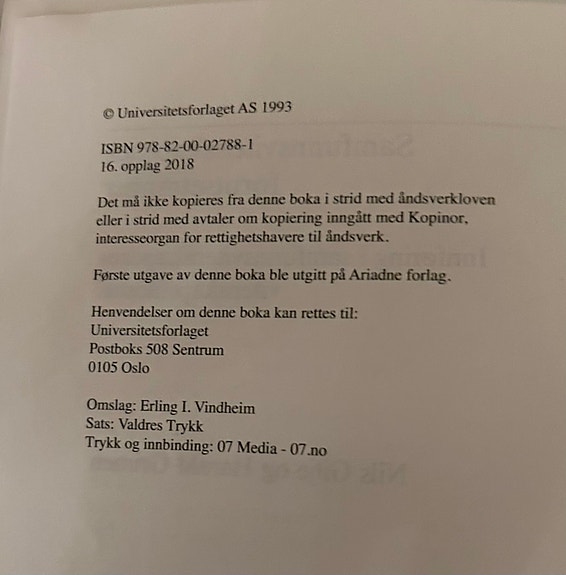 © Universitetsforlaget AS 1993
ISBN 978-82-00-02788-1
16. opplag 2018
Det må ikke kopieres fra denne boka i strid med åndsverkloven
eller i strid med avtaler om kopiering inngått med Kopinor,
interesseorgan for rettighetshavere til åndsverk.
Første utgave av denne boka ble utgitt på Ariadne forlag.
Henvendelser om denne boka kan rettes til:
Universitetsforlaget
Postboks 508 Sentrum
0105 Oslo
Omslag: Erling I. Vindheim
Sats: Valdres Trykk
Trykk og innbinding: 07 Media - 07.no